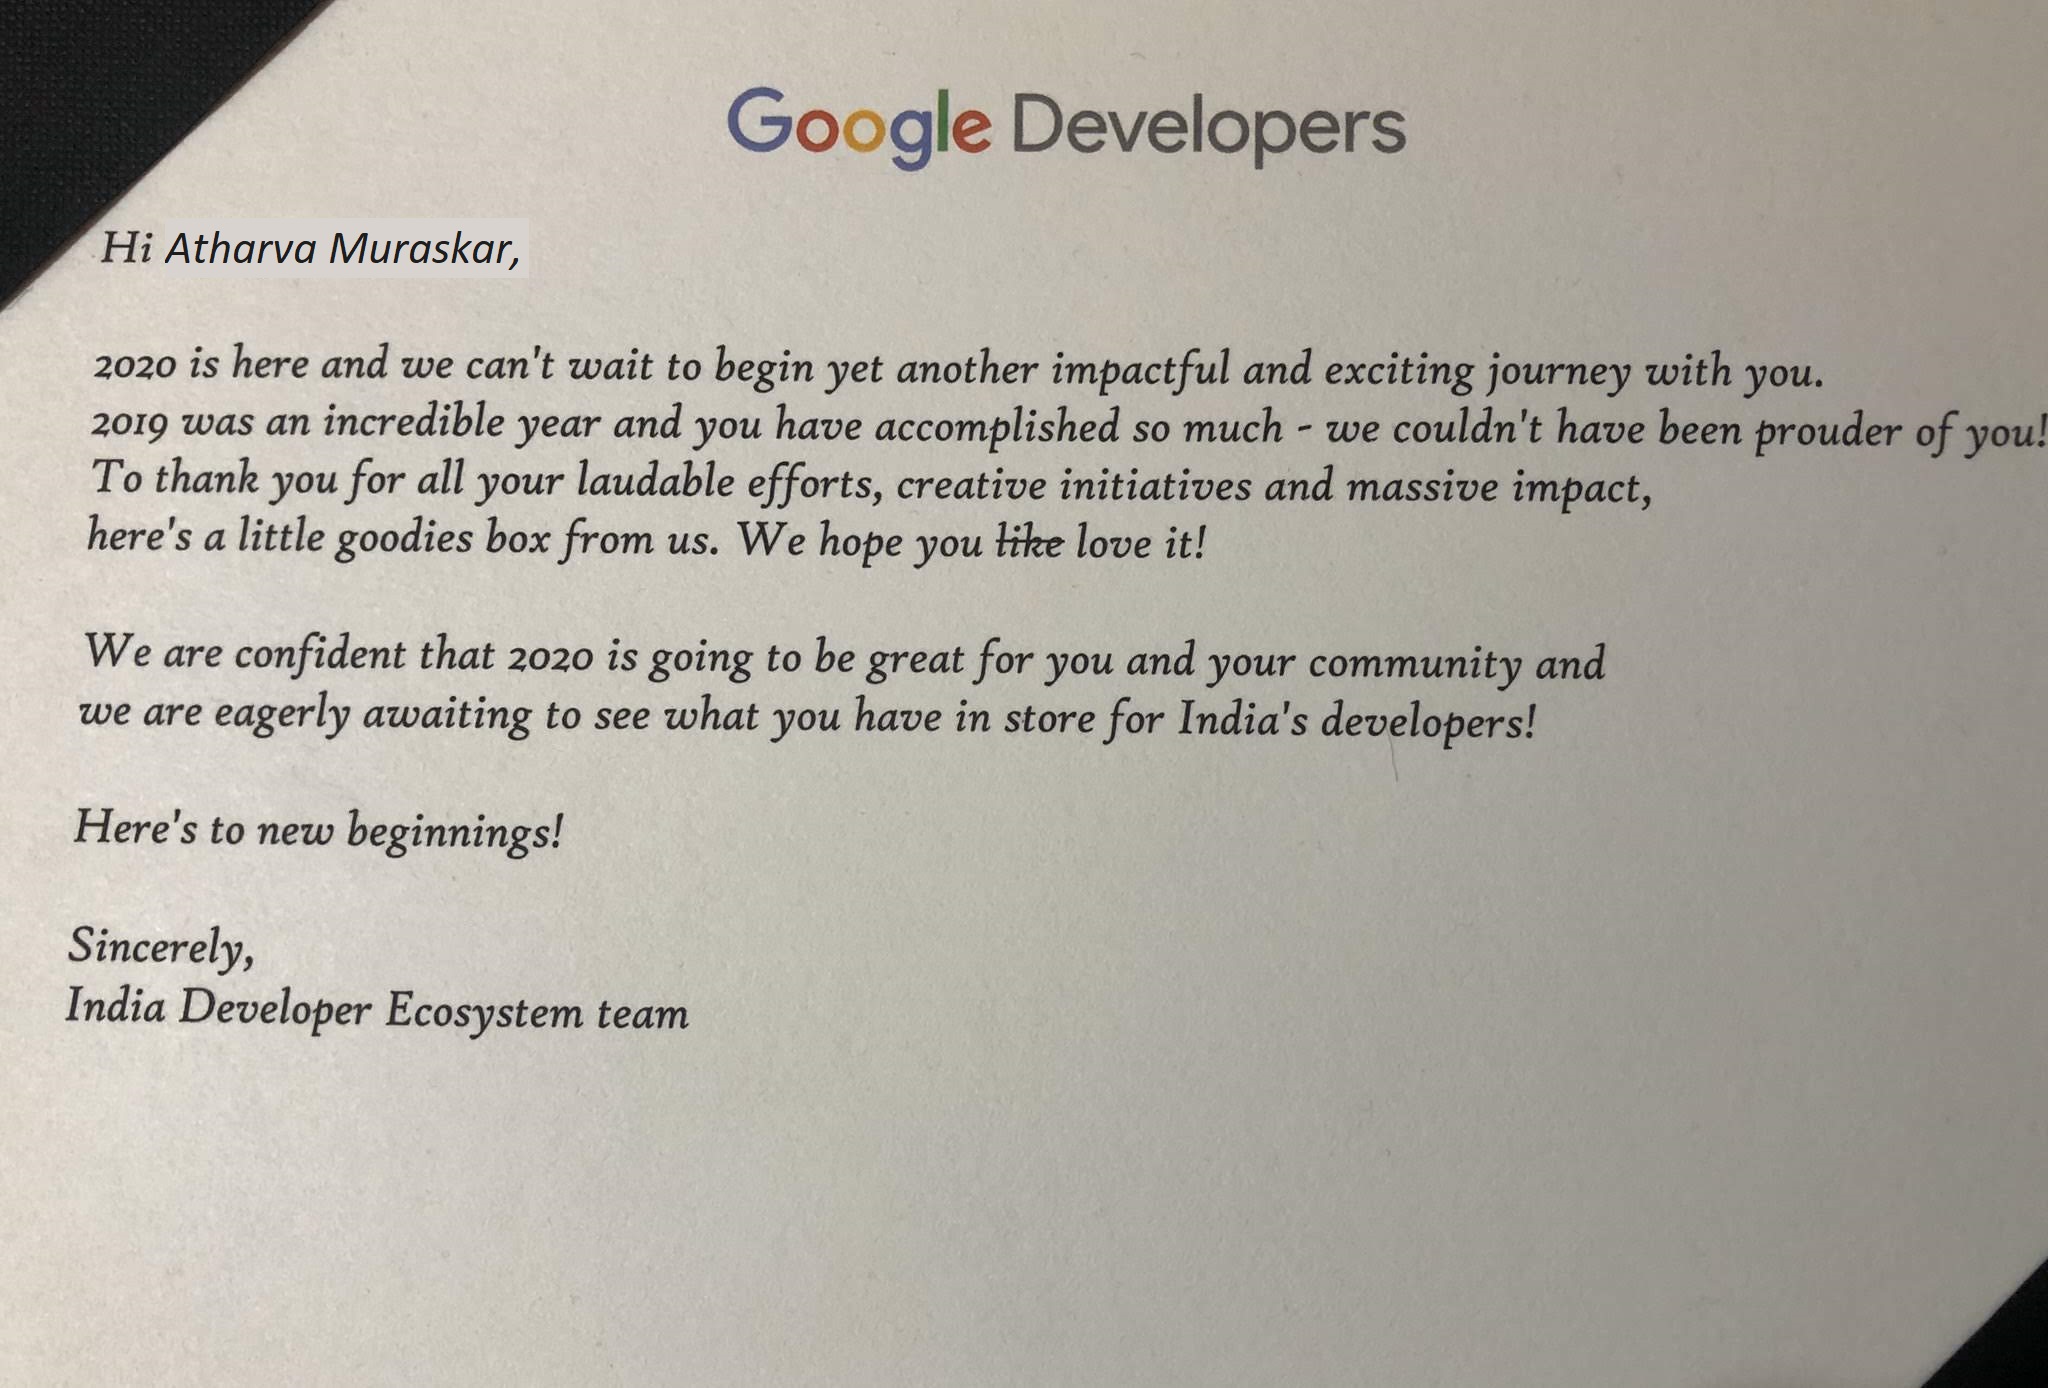 Google Developers
Hi Atharva Muraskar,
2020 is here and we can't wait to begin yet another impactful and exciting journey with you.
2019 was an incredible year and you have accomplished so much - we couldn't have been prouder of you!
To thank you for all your laudable efforts, creative initiatives and massive impact,
here's a little goodies box from us. We hope you like love it!
We are confident that 2020 is going to be great for you and your community and
we are eagerly awaiting to see what you have in store for India's developers!
Here's to new beginnings!
Sincerely,
India Developer Ecosystem team